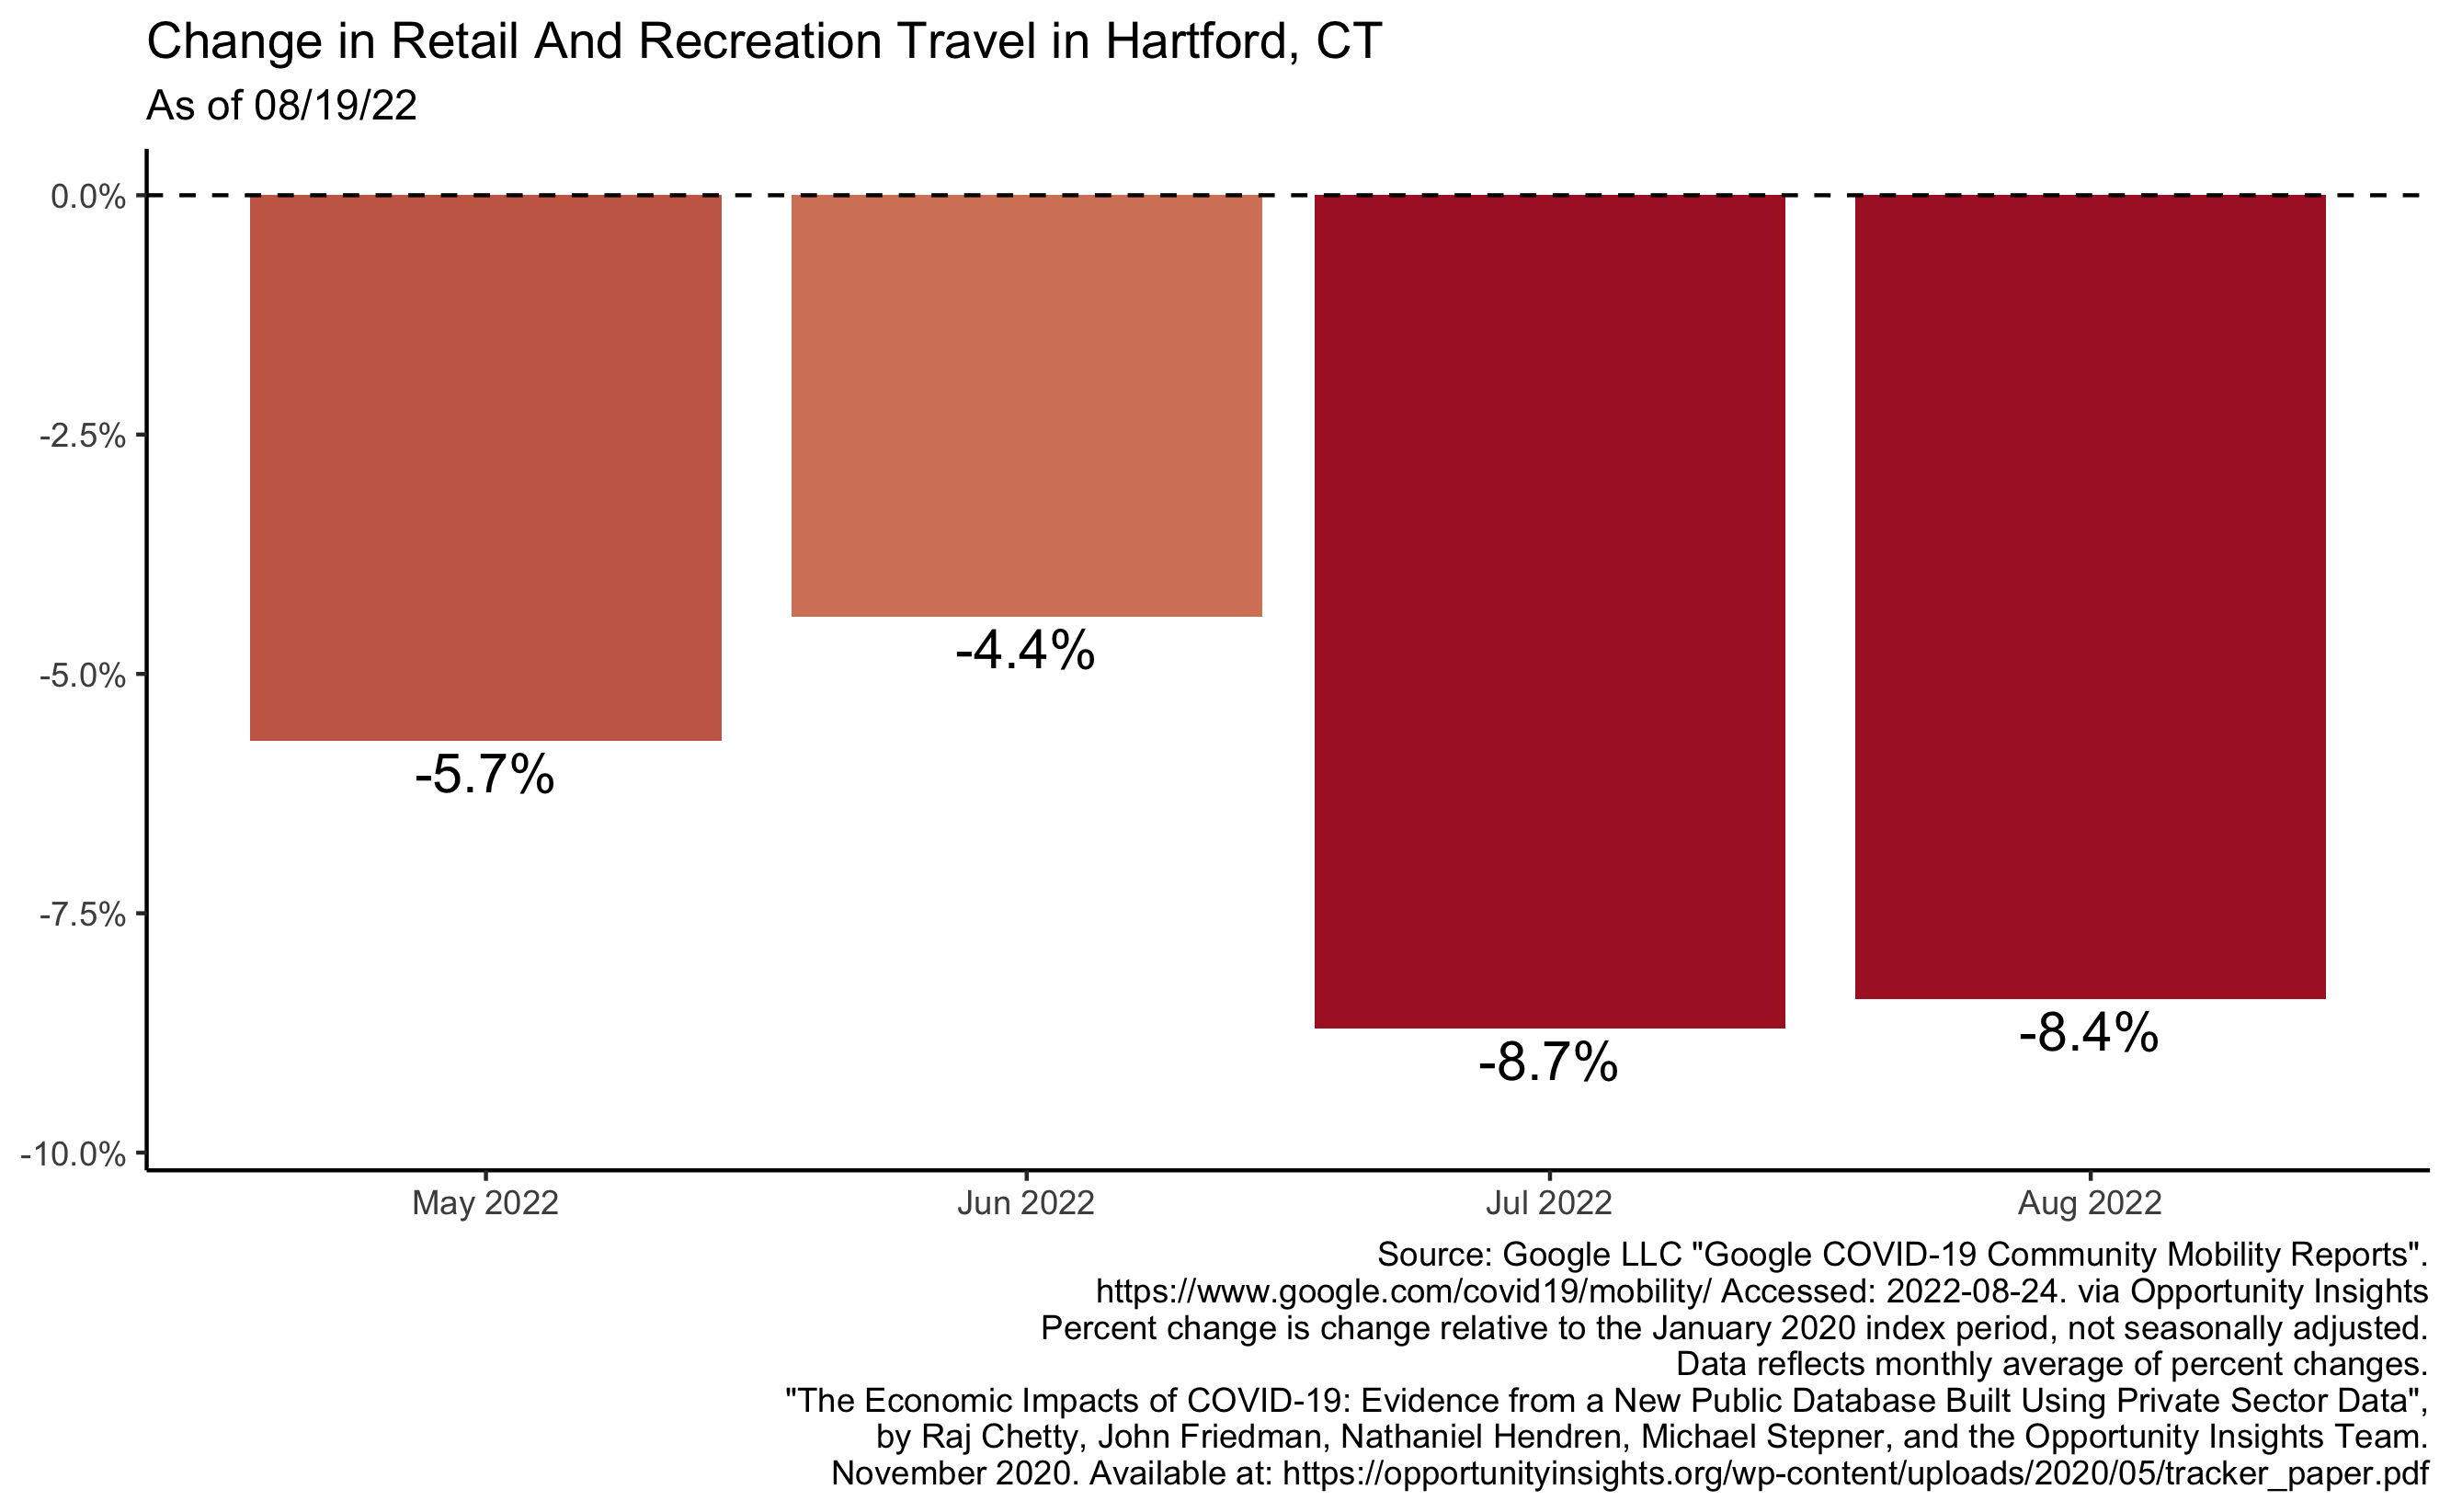 Change in Retail And Recreation Travel in Hartford, CT
As of 08/19/22
0.0%
-2.5%
-5.0%
-7.5%
-10.0%
-5.7%
-4.4%
-8.7%
-8.4%
May 2022
Jun 2022
Jul 2022
Aug 2022
Source: Google LLC "Google COVID-19 Community Mobility Reports".
https://www.google.com/covid19/mobility/ Accessed: 2022-08-24. via Opportunity Insights
Percent change is change relative to the January 2020 index period, not seasonally adjusted.
Data reflects monthly average of percent changes.
"The Economic Impacts of COVID-19: Evidence from a New Public Database Built Using Private Sector Data",
by Raj Chetty, John Friedman, Nathaniel Hendren, Michael Stepner, and the Opportunity Insights Team.
November 2020. Available at: https://opportunityinsights.org/wp-content/uploads/2020/05/tracker_paper.pdf